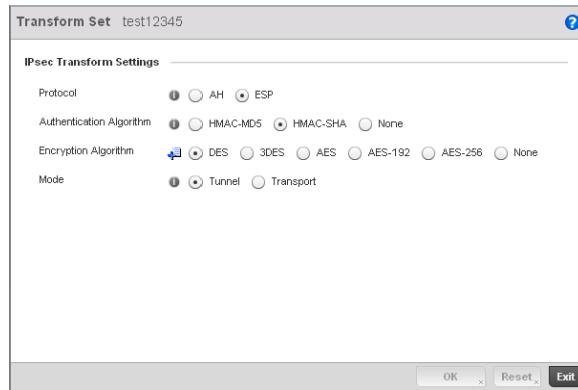 Transform Set test12345
IPsec Transform Settings
Protocol AH ESP
Authentication Algorithm HMAC-MD5 HMAC-SHA None
Encryption Algorithm DES 3DES AES AES-192 AES-256 None
Mode Tunnel Transport
OK Reset Exit